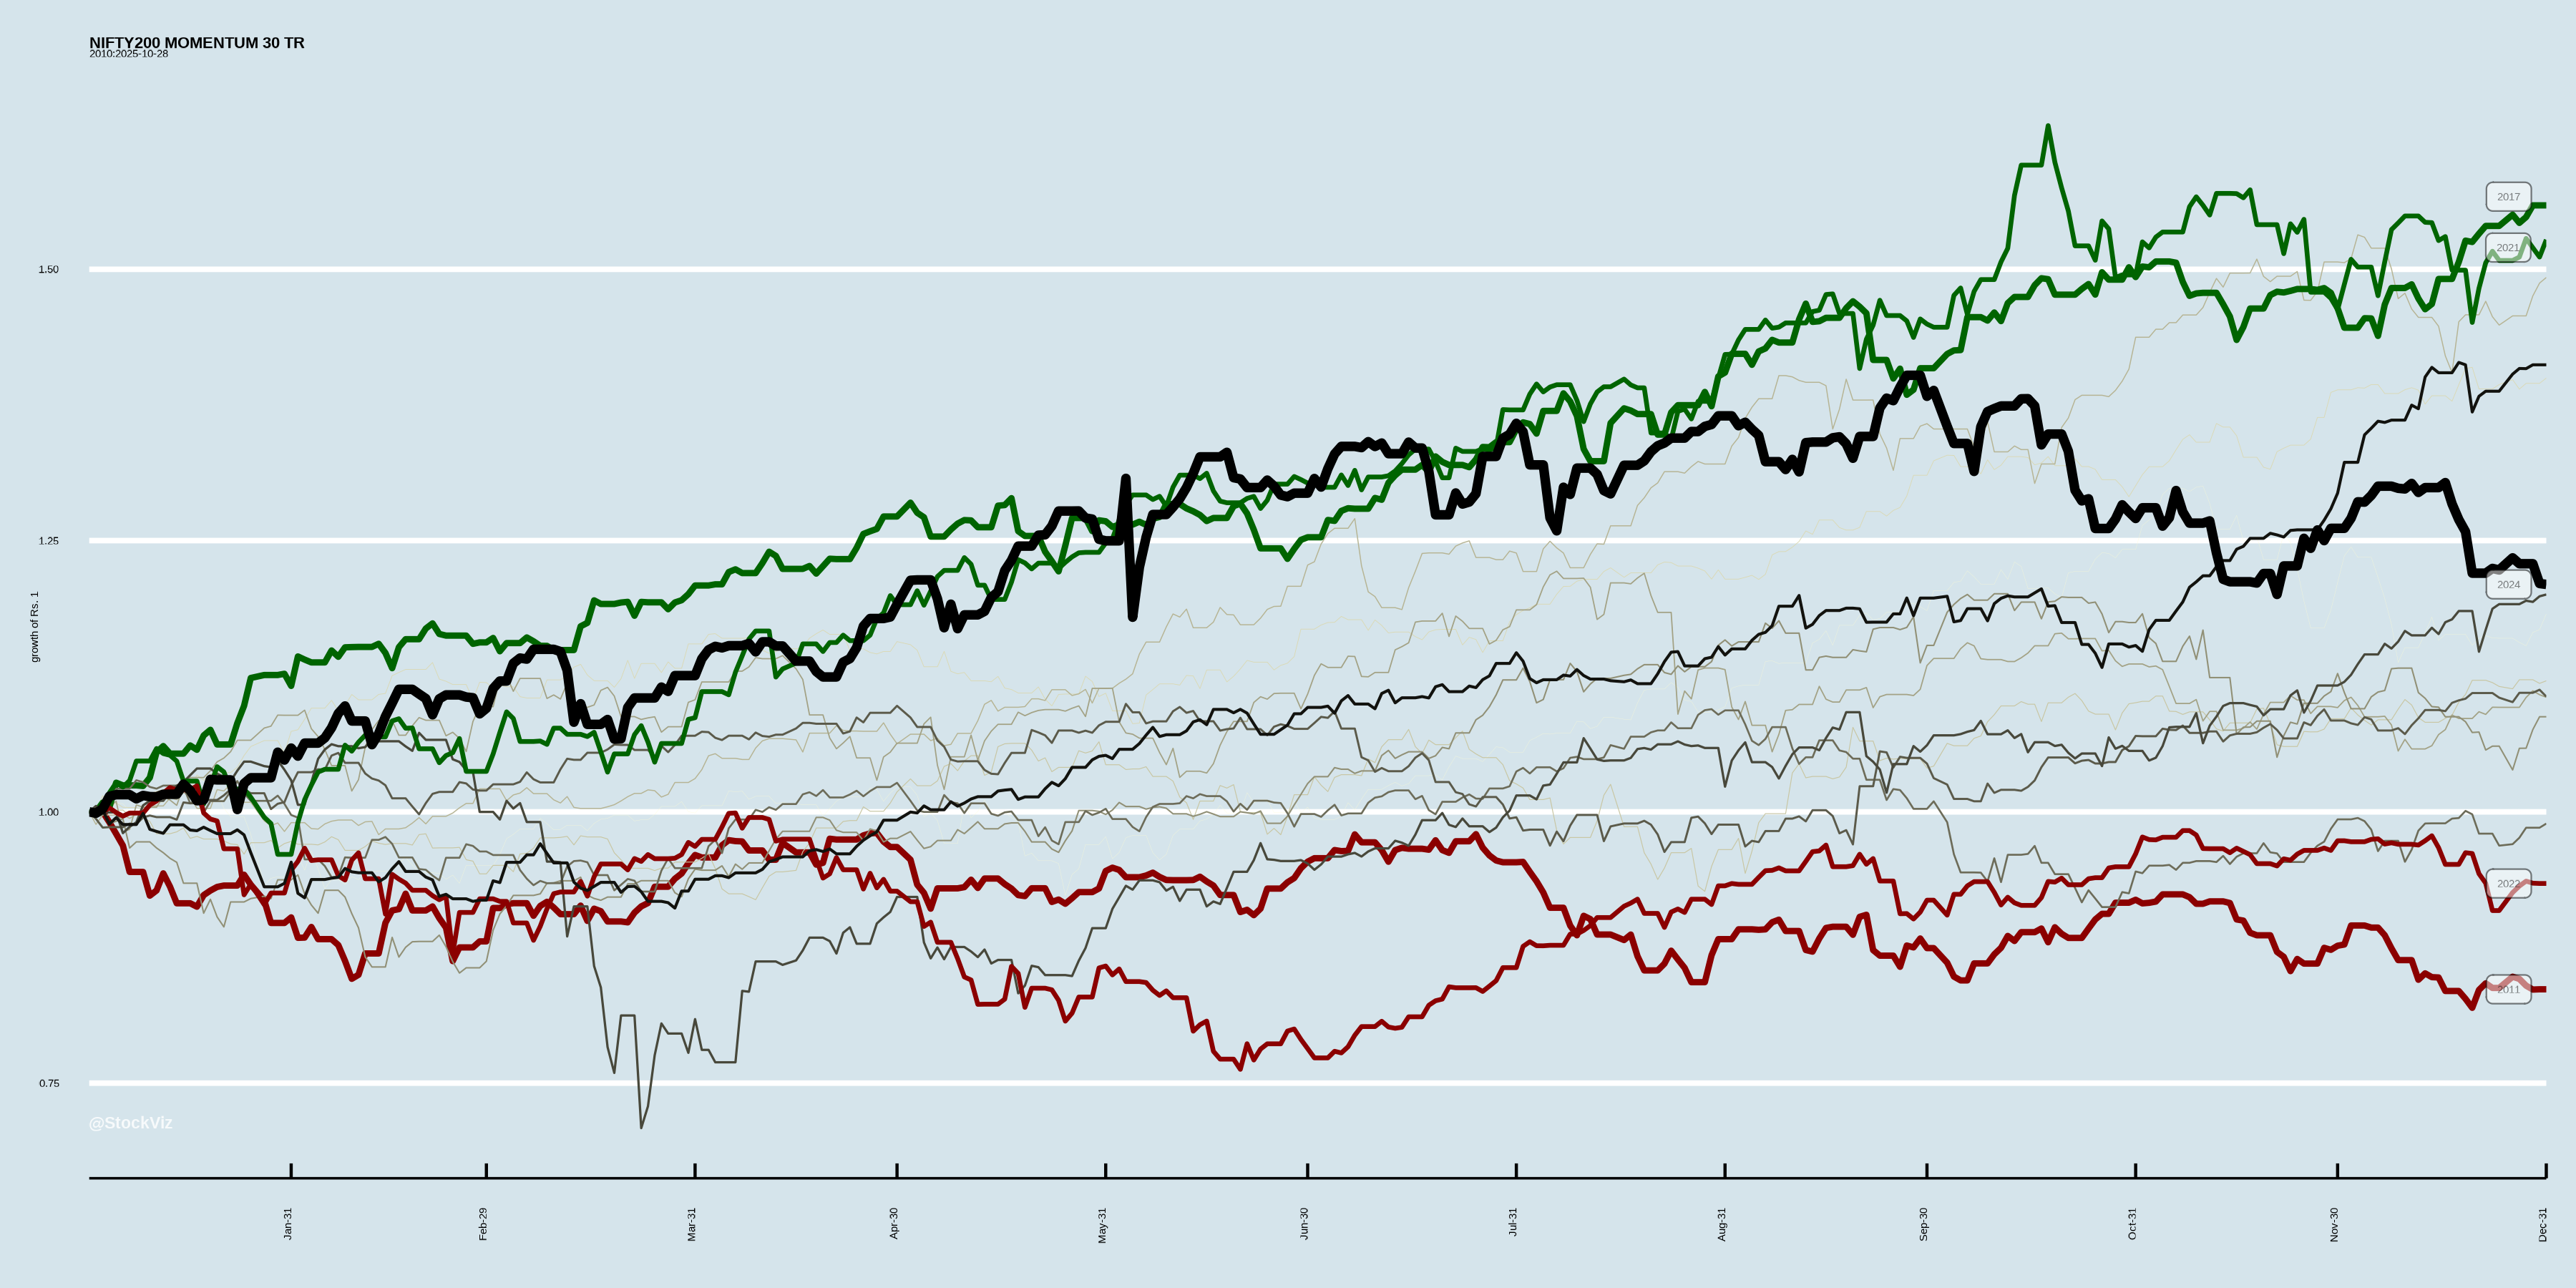 NIFTY200 MOMENTUM 30 TR
2010:2025-10-28
2017
2021
1.50
1.25
2024
growth of Rs. 1
1.00
2022
2011
0.75
@StockViz
Jan-31
Feb-29
Mar-31
Apr-30
May-31
Jun-30
Jul-31
Aug-31
Sep-30
Oct-31
Nov-30
Dec-31